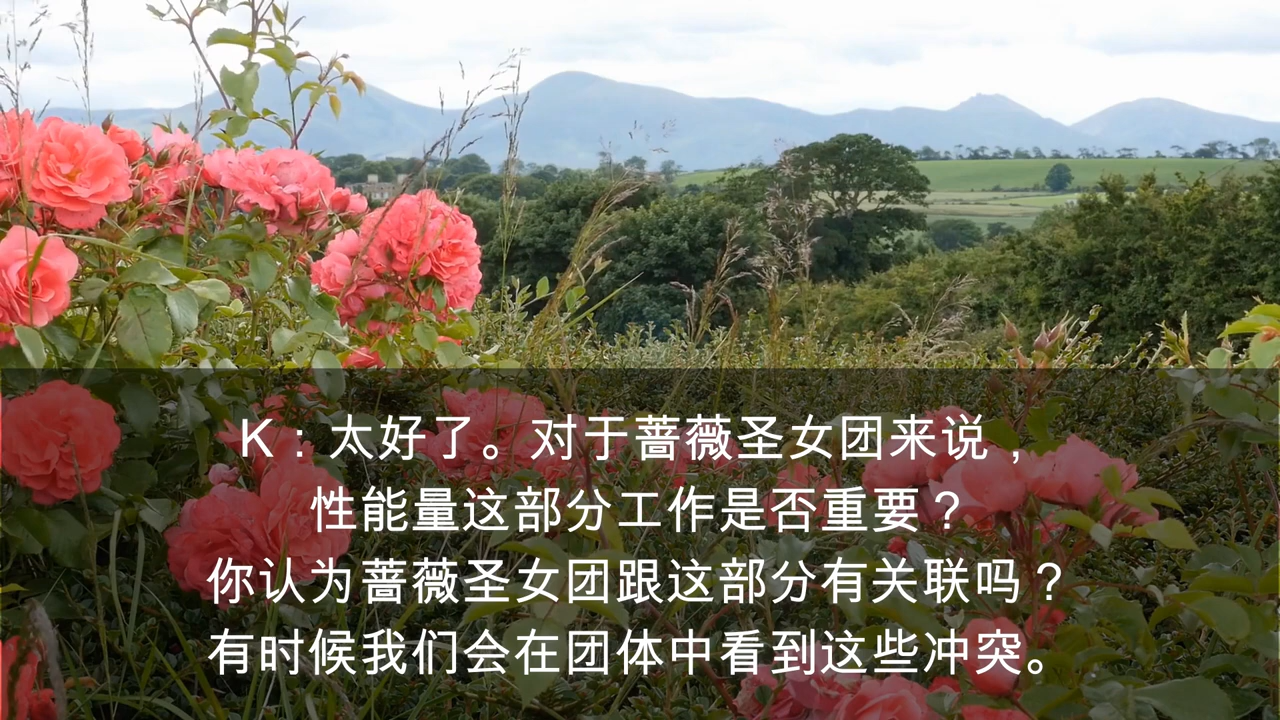 K：太好了。对于蔷薇圣女团来说，
性能量这部分工作是否重要？
你认为蔷薇圣女团跟这部分有关联吗？
有时候我们会在团体中看到这些冲突。